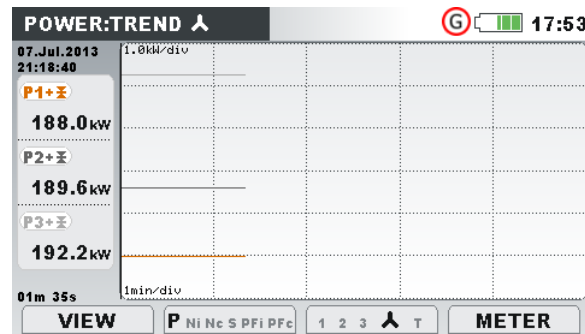 POWER:TREND
G
17:53
07.Jul.2013
21:18:40
1.0kW/div
P1+
188.0kW
P2+
189.6kW
P3+
192.2kW
01m 35s
1min/div
VIEW
P Ni Nc S PFi PFc
1 2 3 T
METER